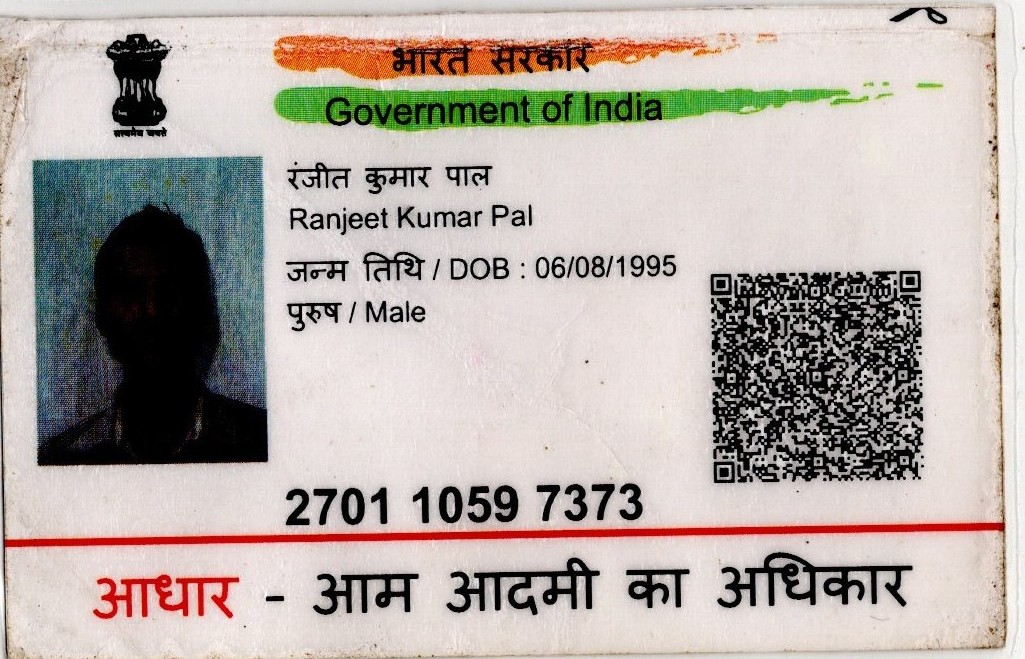 भारत सरकार
Government of India
सत्यमेव जयते
रंजीत कुमार पाल
Ranjeet Kumar Pal
जन्म तिथि / DOB : 06/08/1995
पुरुष / Male
2701 1059 7373
आधार - आम आदमी का अधिकार